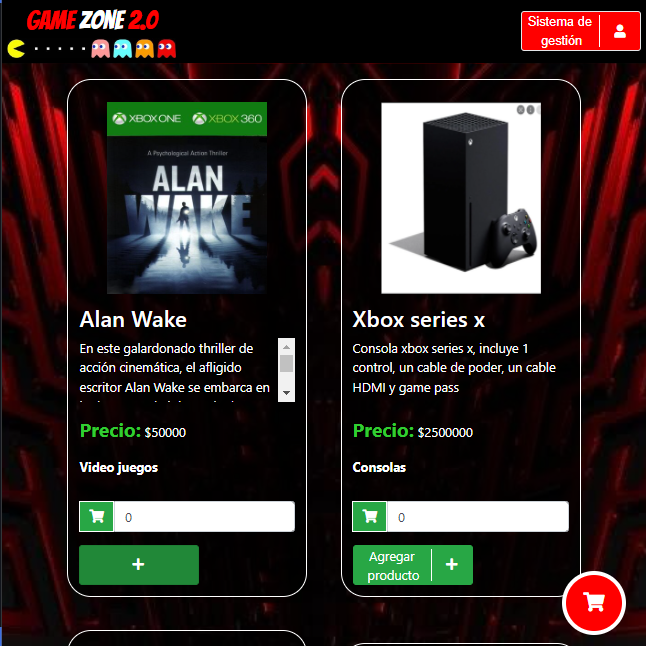 GAME ZONE 2.0
Sistema de
gestión
XBOX ONE XBOX 360
A Psychological Action Thriller
ALAN
WAKE
Alan Wake
En este galardonado thriller de
acción cinemática, el afligido
escritor Alan Wake se embarca en
Precio: $50000
Video juegos
0
Xbox series x
Consola xbox series x, incluye 1
control, un cable de poder, un cable
HDMI y game pass
Precio: $2500000
Consolas
0
Agregar
producto